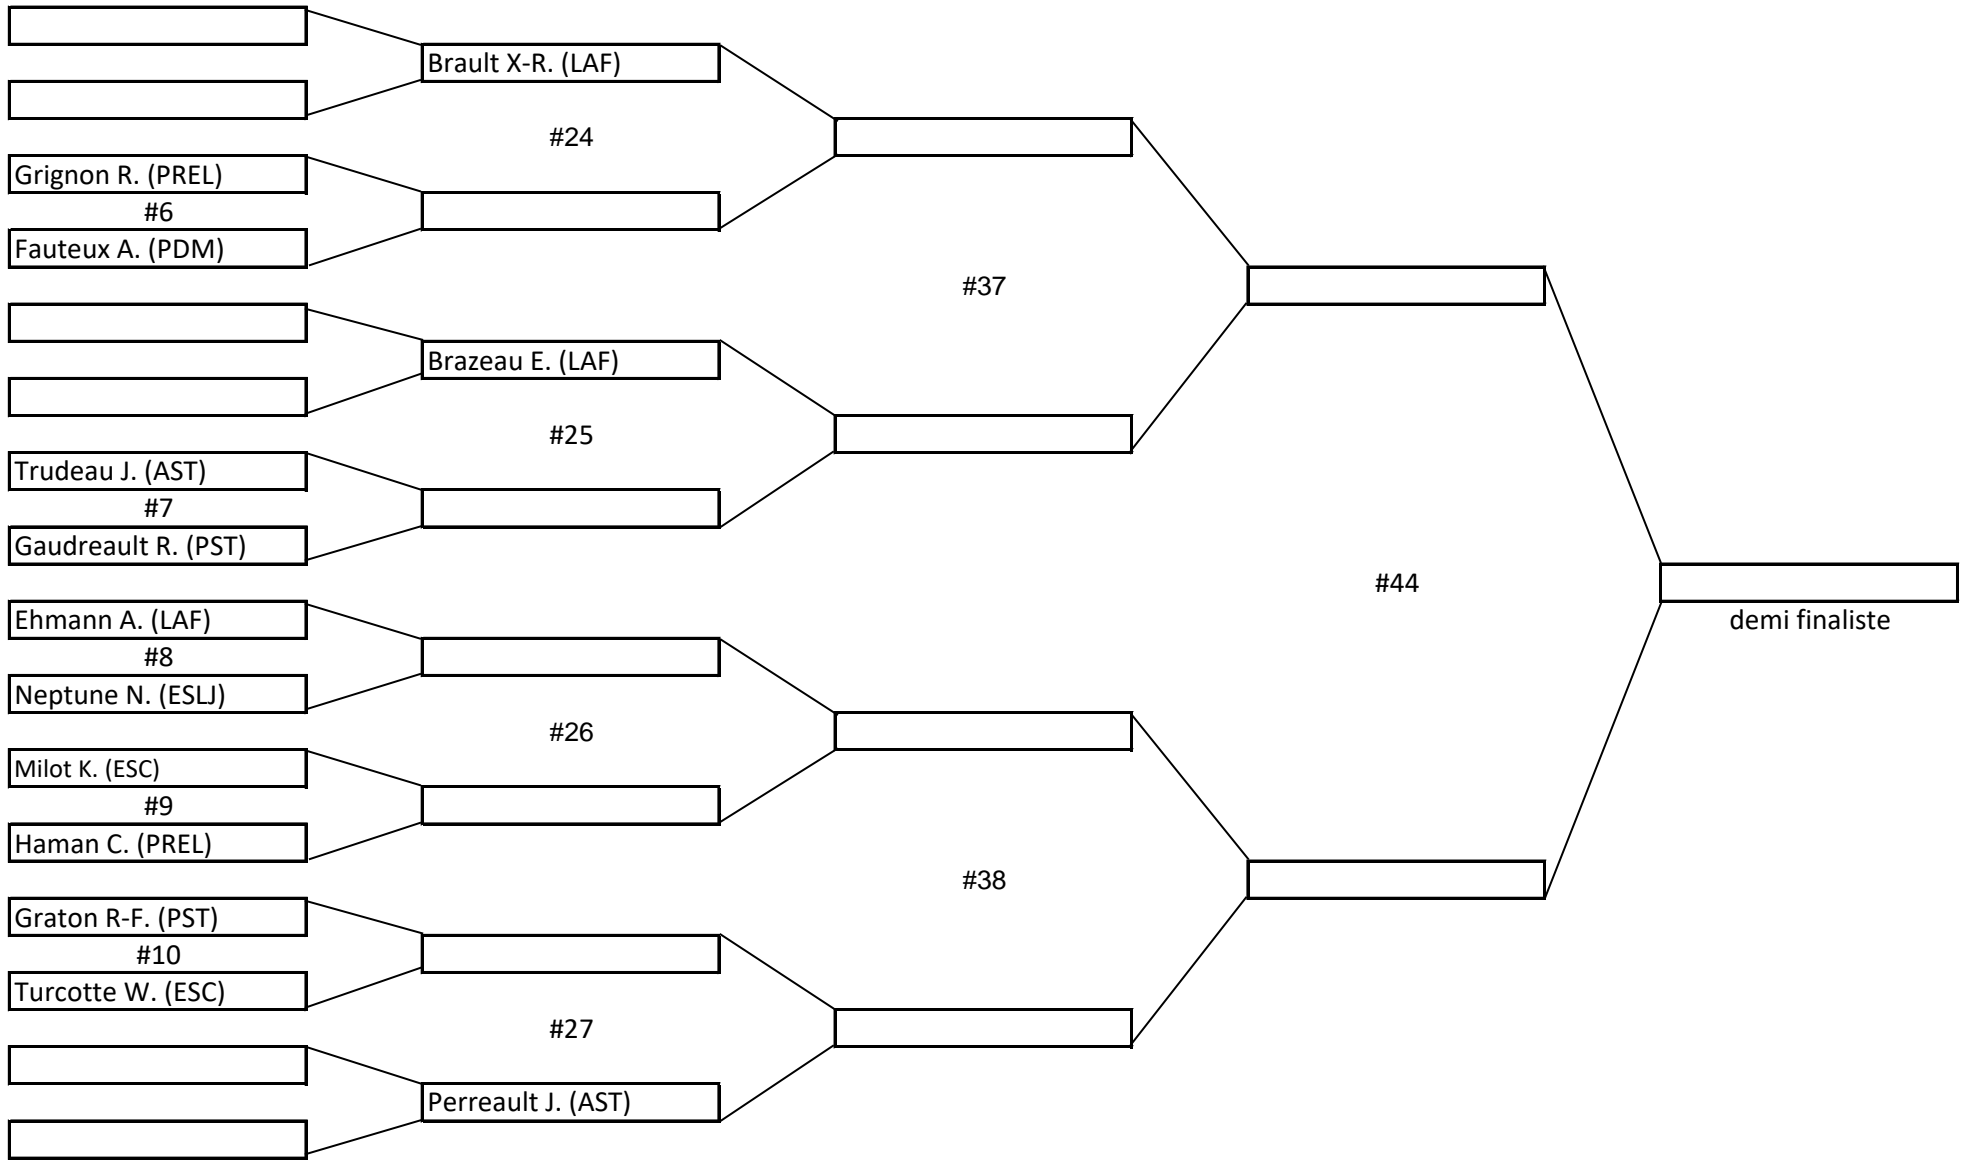 Brault X-R. (LAF)
#24
Grignon R. (PREL)
#6
Fauteux A. (PDM)
#37
Brazeau E. (LAF)
#25
Trudeau J. (AST)
#7
Gaudreault R. (PST)
#44
Ehmann A. (LAF)
demi finaliste
#8
Neptune N. (ESLJ)
#26
Milot K. (ESC)
#9
Haman C. (PREL)
#38
Graton R-F. (PST)
#10
Turcotte W. (ESC)
#27
Perreault J. (AST)